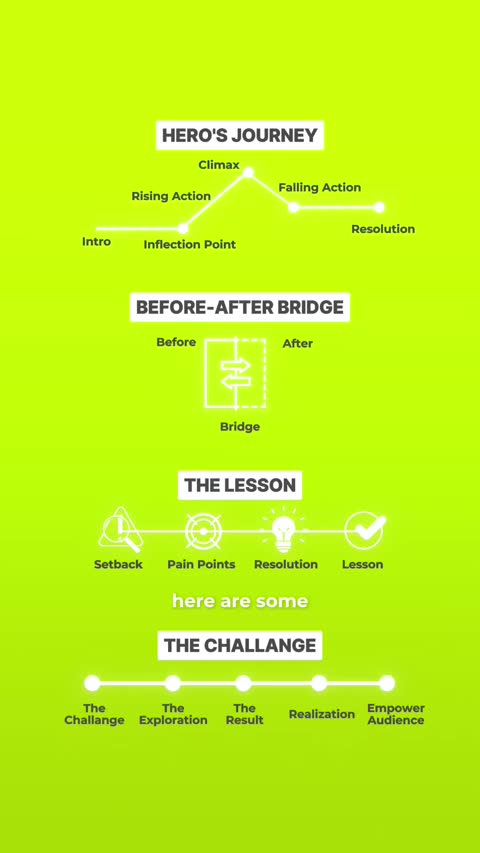 HERO'S JOURNEY
Climax
Rising Action
Falling Action
Intro
Inflection Point
Resolution
BEFORE-AFTER BRIDGE
Before
After
Bridge
THE LESSON
Setback
Pain Points
Resolution
Lesson
here are some
THE CHALLANGE
The
Challange
The
Exploration
The
Result
Realization
Empower
Audience